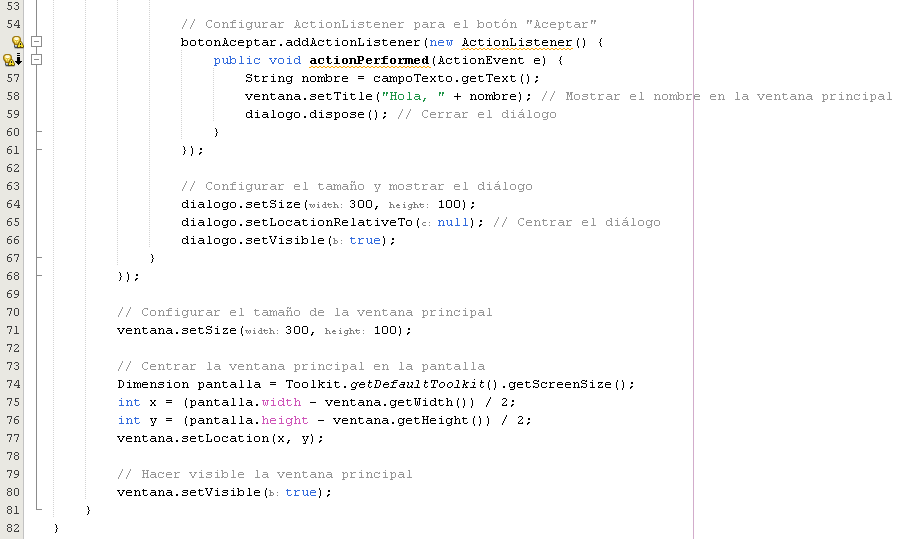 53
54 // Configurar ActionListener para el botón "Aceptar"
botonAceptar.addActionListener(new ActionListener() {
public void actionPerformed(ActionEvent e) {
57 String nombre = campoTexto.getText();
58 ventana.setTitle("Hola, " + nombre); // Mostrar el nombre en la ventana principal
59 dialogo.dispose(); // Cerrar el diálogo
60 }
61 });
62
63 // Configurar el tamaño y mostrar el diálogo
64 dialogo.setSize(width: 300, height: 100);
65 dialogo.setLocationRelativeTo(c: null); // Centrar el diálogo
66 dialogo.setVisible(b: true);
67 }
68 });
69
70 // Configurar el tamaño de la ventana principal
71 ventana.setSize(width: 300, height: 100);
72
73 // Centrar la ventana principal en la pantalla
74 Dimension pantalla = Toolkit.getDefaultToolkit().getScreenSize();
75 int x = (pantalla.width - ventana.getWidth()) / 2;
76 int y = (pantalla.height - ventana.getHeight()) / 2;
77 ventana.setLocation(x, y);
78
79 // Hacer visible la ventana principal
80 ventana.setVisible(b: true);
81 }
82 }